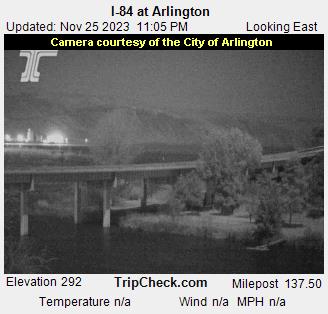 I-84 at Arlington
Updated: Nov 25 2023 11:05 PM Looking East
Camera courtesy of the City of Arlington
Elevation 292 TripCheck.com Milepost 137.50
Temperature n/a Wind n/a MPH n/a